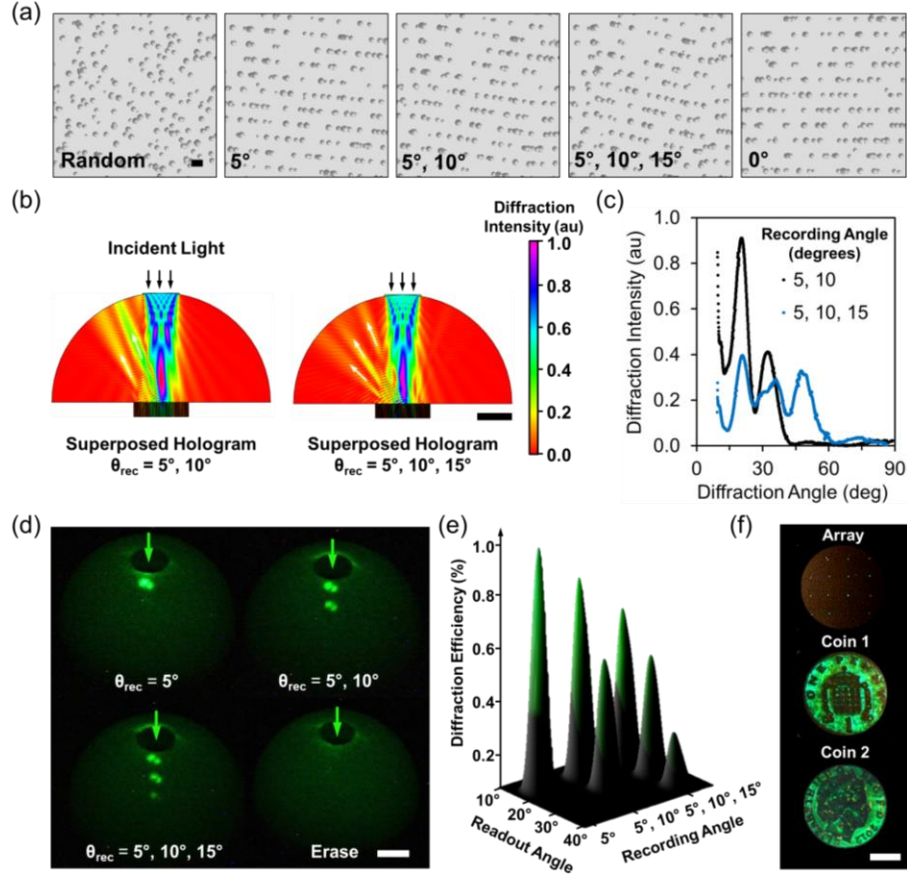 (a)
Random
5°
5°, 10°
5°, 10°, 15°
0°
(b)
Incident Light
Diffraction
Intensity (au)
1.0
0.8
0.6
0.4
0.2
0.0
Superposed Hologram
θrec = 5°, 10°
Superposed Hologram
θrec = 5°, 10°, 15°
(c)
Diffraction Intensity (au)
1.0
0.8
0.6
0.4
0.2
0.0
Recording Angle
(degrees)
5, 10
5, 10, 15
0
30
60
90
Diffraction Angle (deg)
(d)
θrec = 5°
θrec = 5°, 10°
θrec = 5°, 10°, 15°
Erase
(e)
Diffraction Efficiency (%)
1.0
0.8
0.6
0.4
0.2
10°
20°
30°
40°
Readout Angle
5°
5°, 10°
5°, 10°, 15°
Recording Angle
(f)
Array
Coin 1
Coin 2